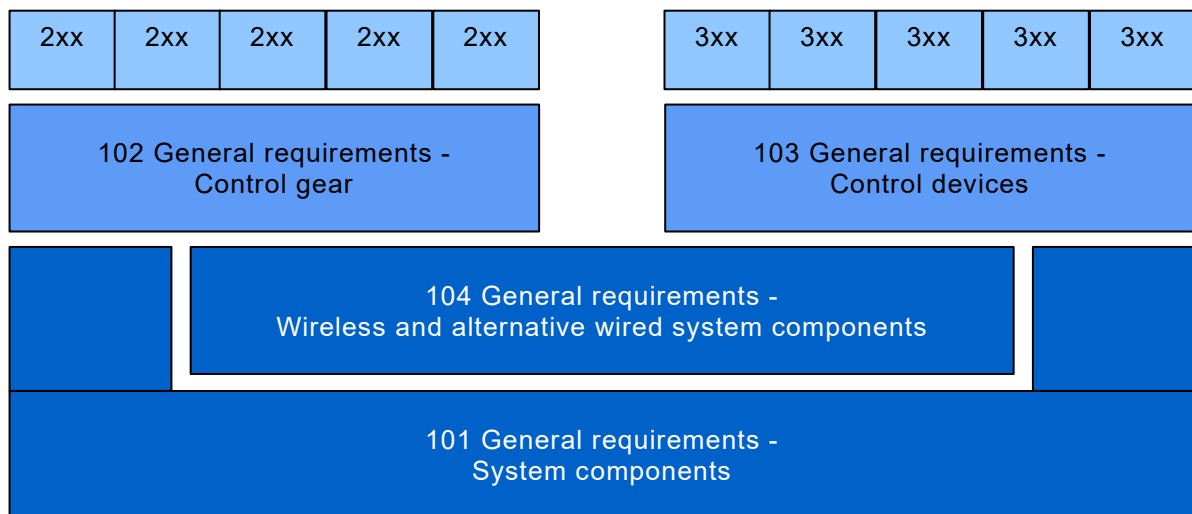 2xx 2xx 2xx 2xx 2xx 3xx 3xx 3xx 3xx 3xx
102 General requirements -
Control gear
103 General requirements -
Control devices
104 General requirements -
Wireless and alternative wired system components
101 General requirements -
System components